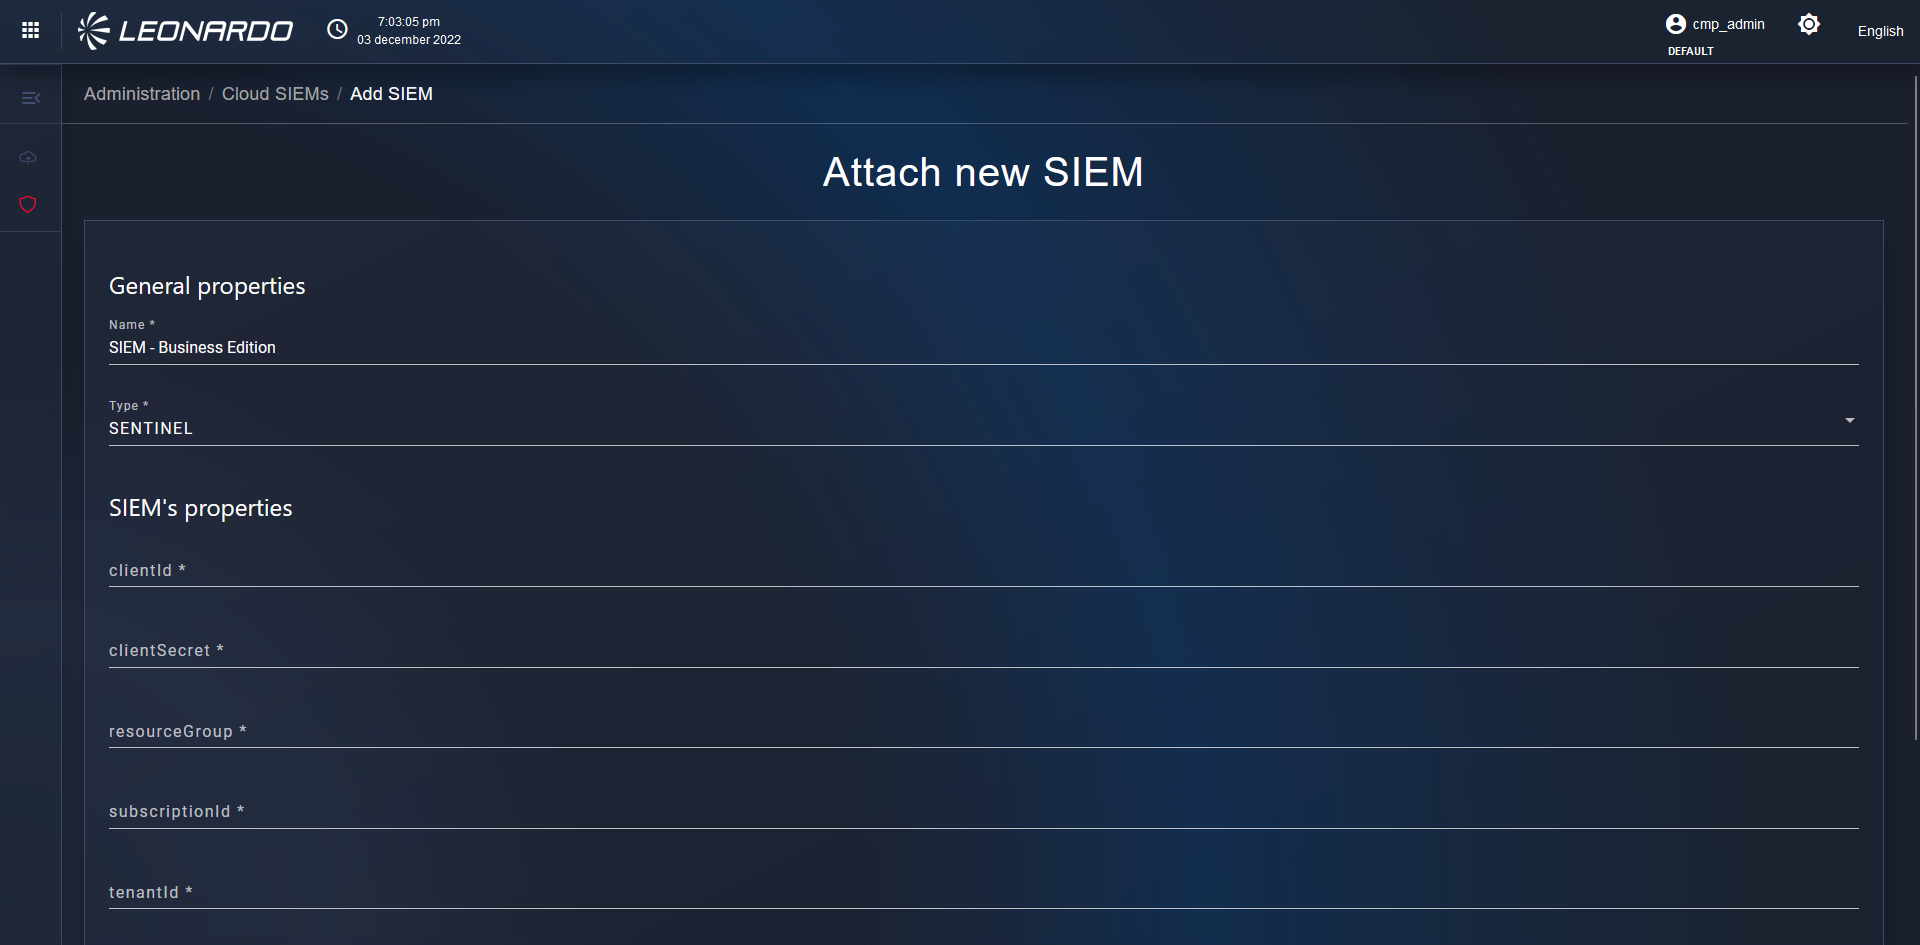 LEONARDO
7:03:05 pm
03 december 2022
cmp_admin
DEFAULT
English
Administration / Cloud SIEMs / Add SIEM
Attach new SIEM
General properties
Name *
SIEM - Business Edition
Type *
SENTINEL
SIEM's properties
clientId *
clientSecret *
resourceGroup *
subscriptionId *
tenantId *